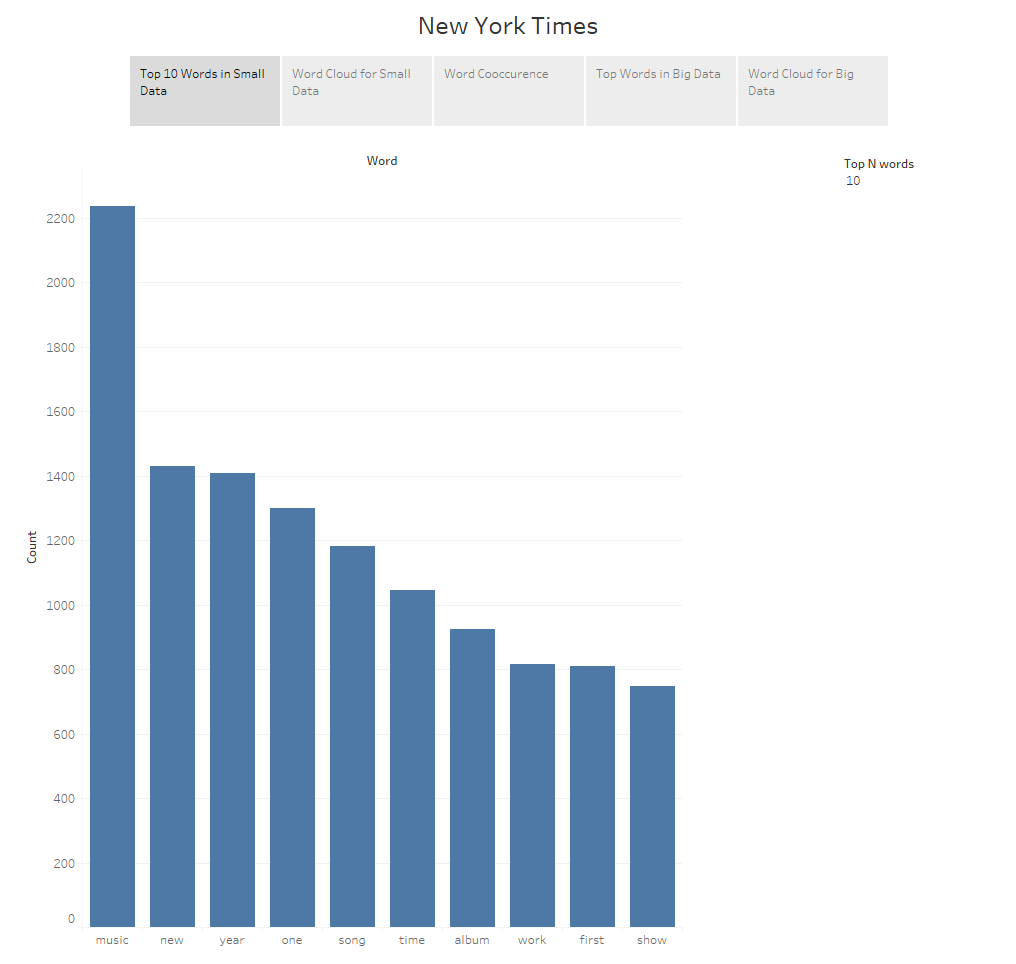 New York Times
Top 10 Words in Small
Data
Word Cloud for Small
Data
Word Cooccurence
Top Words in Big Data
Word Cloud for Big
Data
Word
Top N words
10
2200
2000
1800
1600
1400
1200
1000
800
600
400
200
0
Count
music new year one song time album work first show